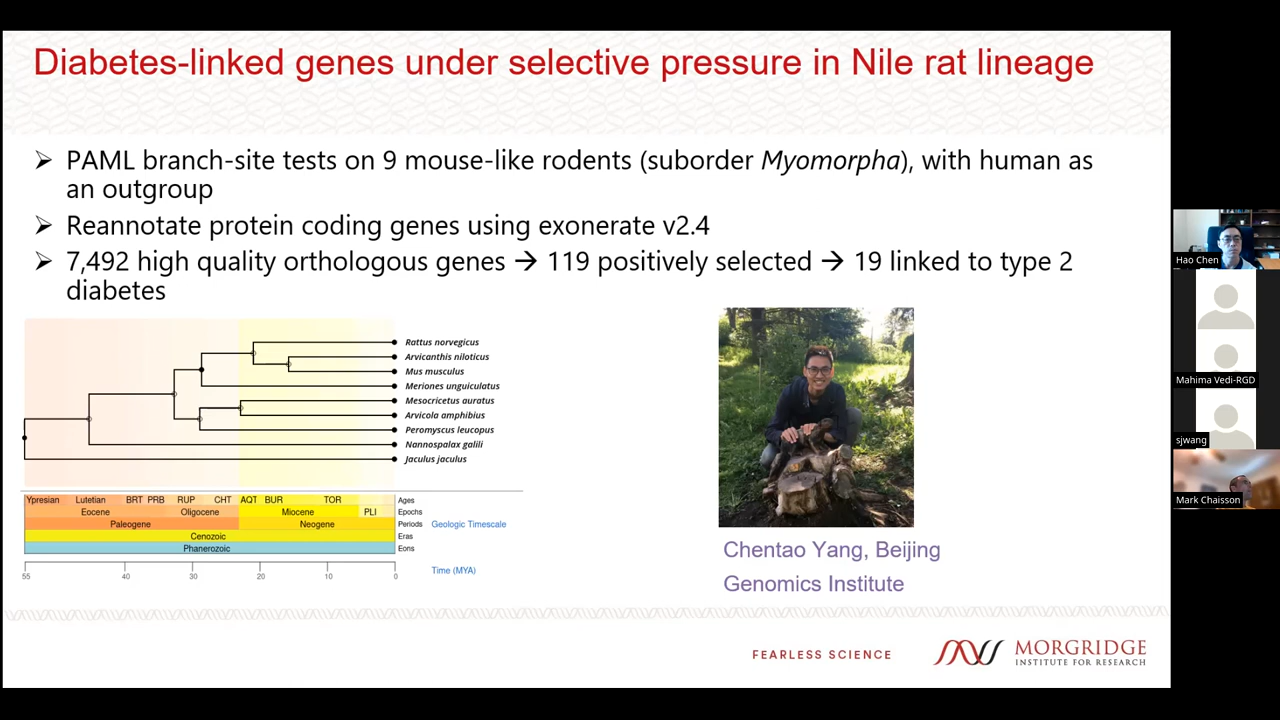 Diabetes-linked genes under selective pressure in Nile rat lineage
➢ PAML branch-site tests on 9 mouse-like rodents (suborder Myomorpha), with human as
an outgroup
➢ Reannotate protein coding genes using exonerate v2.4
➢ 7,492 high quality orthologous genes → 119 positively selected → 19 linked to type 2
diabetes
Rattus norvegicus
Arvicanthis niloticus
Mus musculus
Meriones unguiculatus
Mesocricetus auratus
Arvicola amphibius
Peromyscus leucopus
Nannospalax galili
Jaculus jaculus
Ypresian Lutetian BRT PRB RUP CHT AQT BUR TOR Ages
Eocene Oligocene Miocene PLI Epochs
Paleogene Neogene Periods Geologic Timescale
Cenozoic Eras
Phanerozoic Eons
55 40 30 20 10 0 Time (MYA)
Chentao Yang, Beijing
Genomics Institute
FEARLESS SCIENCE
MORGRIDGE
INSTITUTE FOR RESEARCH
Hao Chen
Mahima Vedi-RGD
sjwang
Mark Chaisson